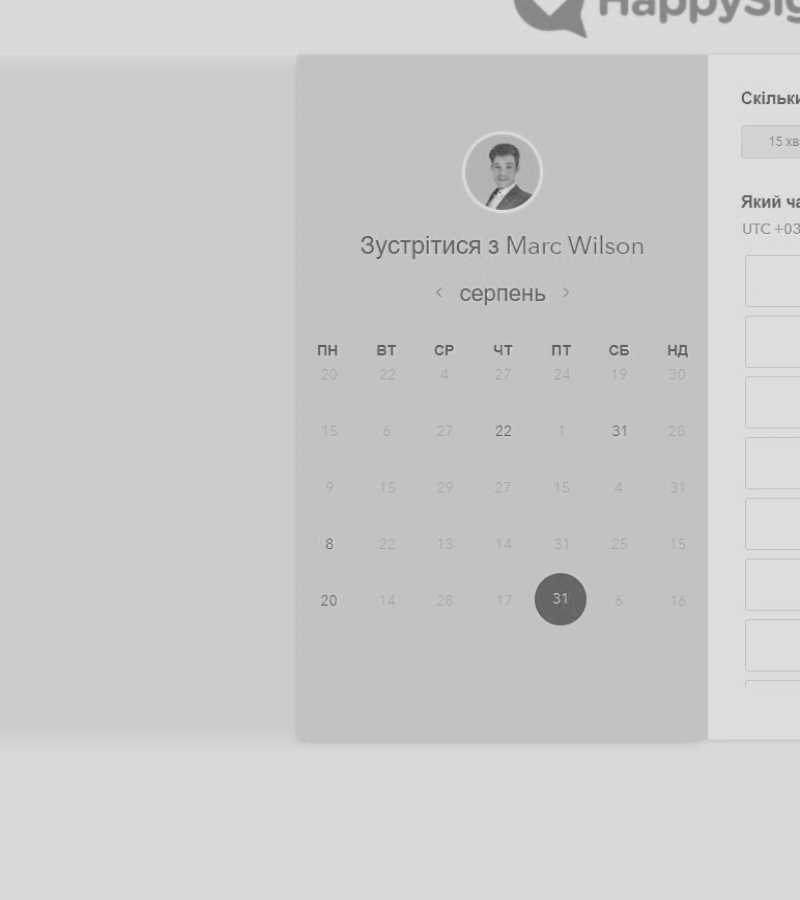 HappySig
Зустрітися з Marc Wilson
< серпень >
ПН ВТ СР ЧТ ПТ СБ НД
20 22 4 27 24 19 30
15 6 27 22 1 31 28
9 15 29 27 15 4 31
8 22 13 14 31 25 15
20 14 28 17 31 6 16
Скільки
15 хв
Який ча
UTC +03